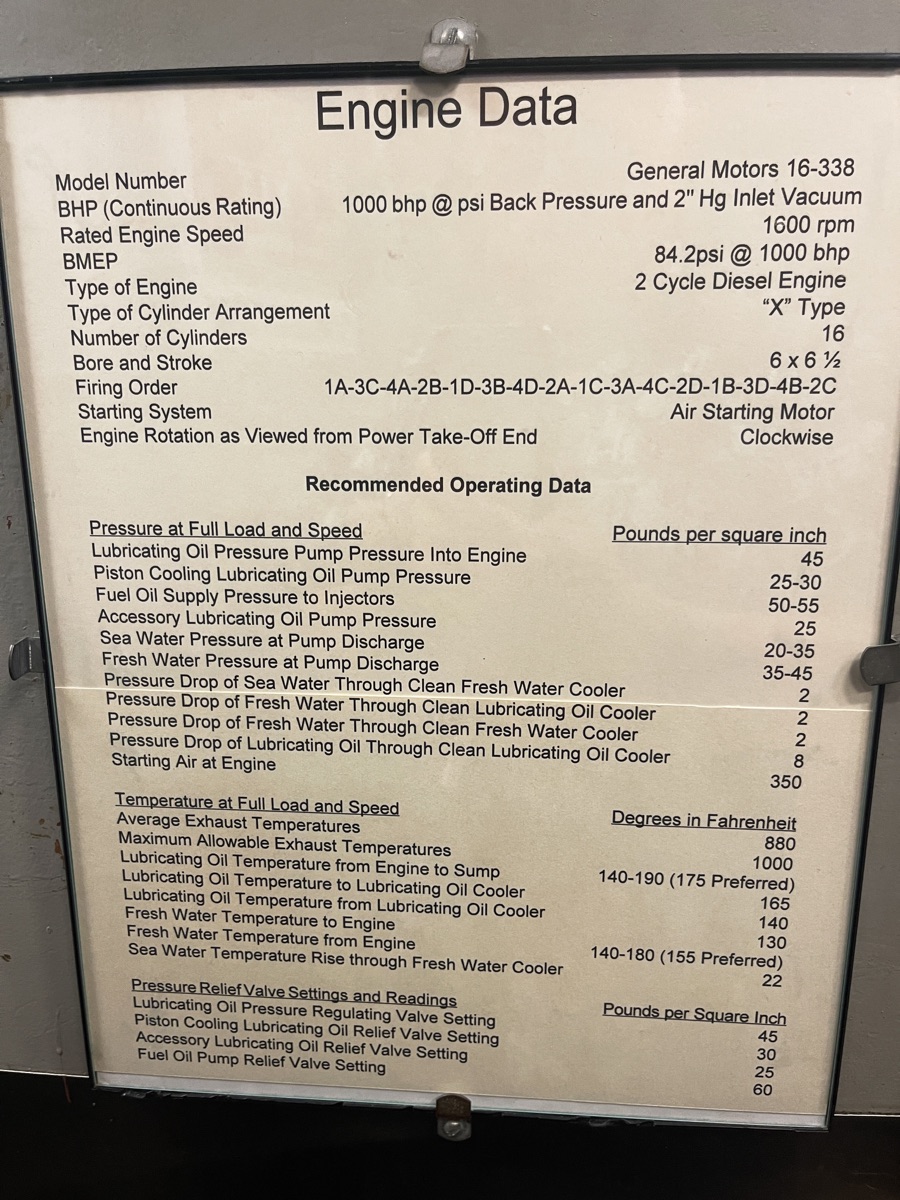 Engine Data
Model Number General Motors 16-338
BHP (Continuous Rating) 1000 bhp @ psi Back Pressure and 2" Hg Inlet Vacuum
Rated Engine Speed 1600 rpm
BMEP 84.2psi @ 1000 bhp
Type of Engine 2 Cycle Diesel Engine
Type of Cylinder Arrangement “X” Type
Number of Cylinders 16
Bore and Stroke 6 x 6 ½
Firing Order 1A-3C-4A-2B-1D-3B-4D-2A-1C-3A-4C-2D-1B-3D-4B-2C
Starting System Air Starting Motor
Engine Rotation as Viewed from Power Take-Off End Clockwise
Recommended Operating Data
Pressure at Full Load and Speed Pounds per square inch
Lubricating Oil Pressure Pump Pressure Into Engine 45
Piston Cooling Lubricating Oil Pump Pressure 25-30
Fuel Oil Supply Pressure to Injectors 50-55
Accessory Lubricating Oil Pump Pressure 25
Sea Water Pressure at Pump Discharge 20-35
Fresh Water Pressure at Pump Discharge 35-45
Pressure Drop of Sea Water Through Clean Fresh Water Cooler 2
Pressure Drop of Fresh Water Through Clean Lubricating Oil Cooler 2
Pressure Drop of Fresh Water Through Clean Fresh Water Cooler 2
Pressure Drop of Lubricating Oil Through Clean Lubricating Oil Cooler 8
Starting Air at Engine 350
Temperature at Full Load and Speed Degrees in Fahrenheit
Average Exhaust Temperatures 880
Maximum Allowable Exhaust Temperatures 1000
Lubricating Oil Temperature from Engine to Sump 140-190 (175 Preferred)
Lubricating Oil Temperature to Lubricating Oil Cooler 165
Lubricating Oil Temperature from Lubricating Oil Cooler 140
Fresh Water Temperature to Engine 130
Fresh Water Temperature from Engine 140-180 (155 Preferred)
Sea Water Temperature Rise through Fresh Water Cooler 22
Pressure Relief Valve Settings and Readings Pounds per Square Inch
Lubricating Oil Pressure Regulating Valve Setting 45
Piston Cooling Lubricating Oil Relief Valve Setting 30
Accessory Lubricating Oil Relief Valve Setting 25
Fuel Oil Pump Relief Valve Setting 60